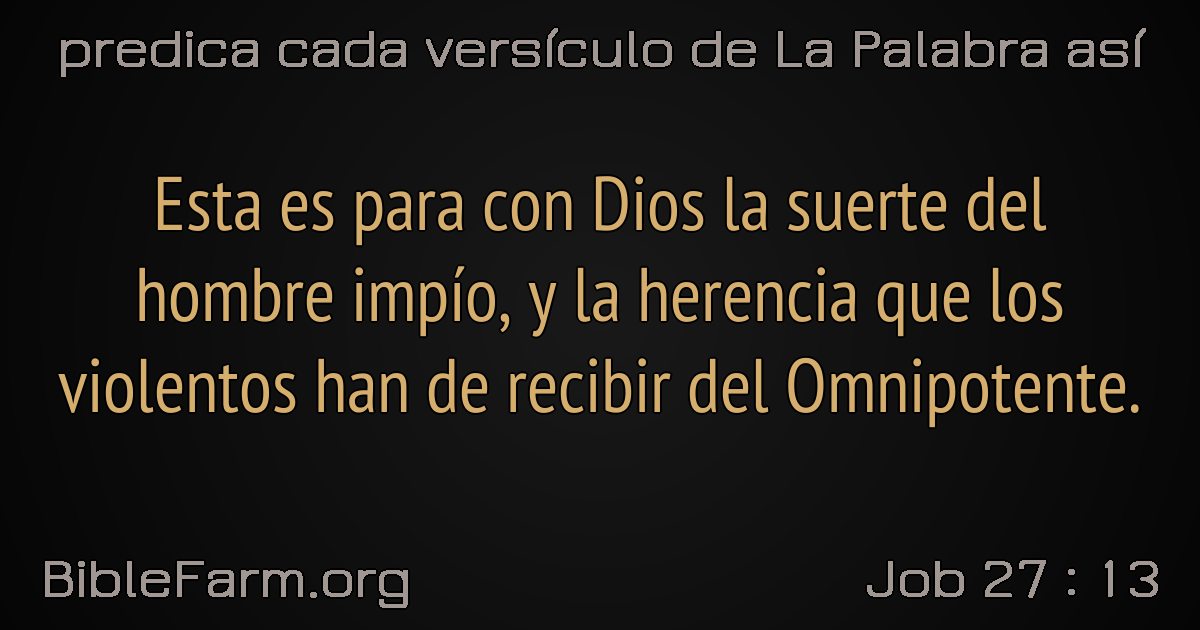 predica cada versículo de La Palabra así
Esta es para con Dios la suerte del
hombre impío, y la herencia que los
violentos han de recibir del Omnipotente.
BibleFarm.org
Job 27 : 13